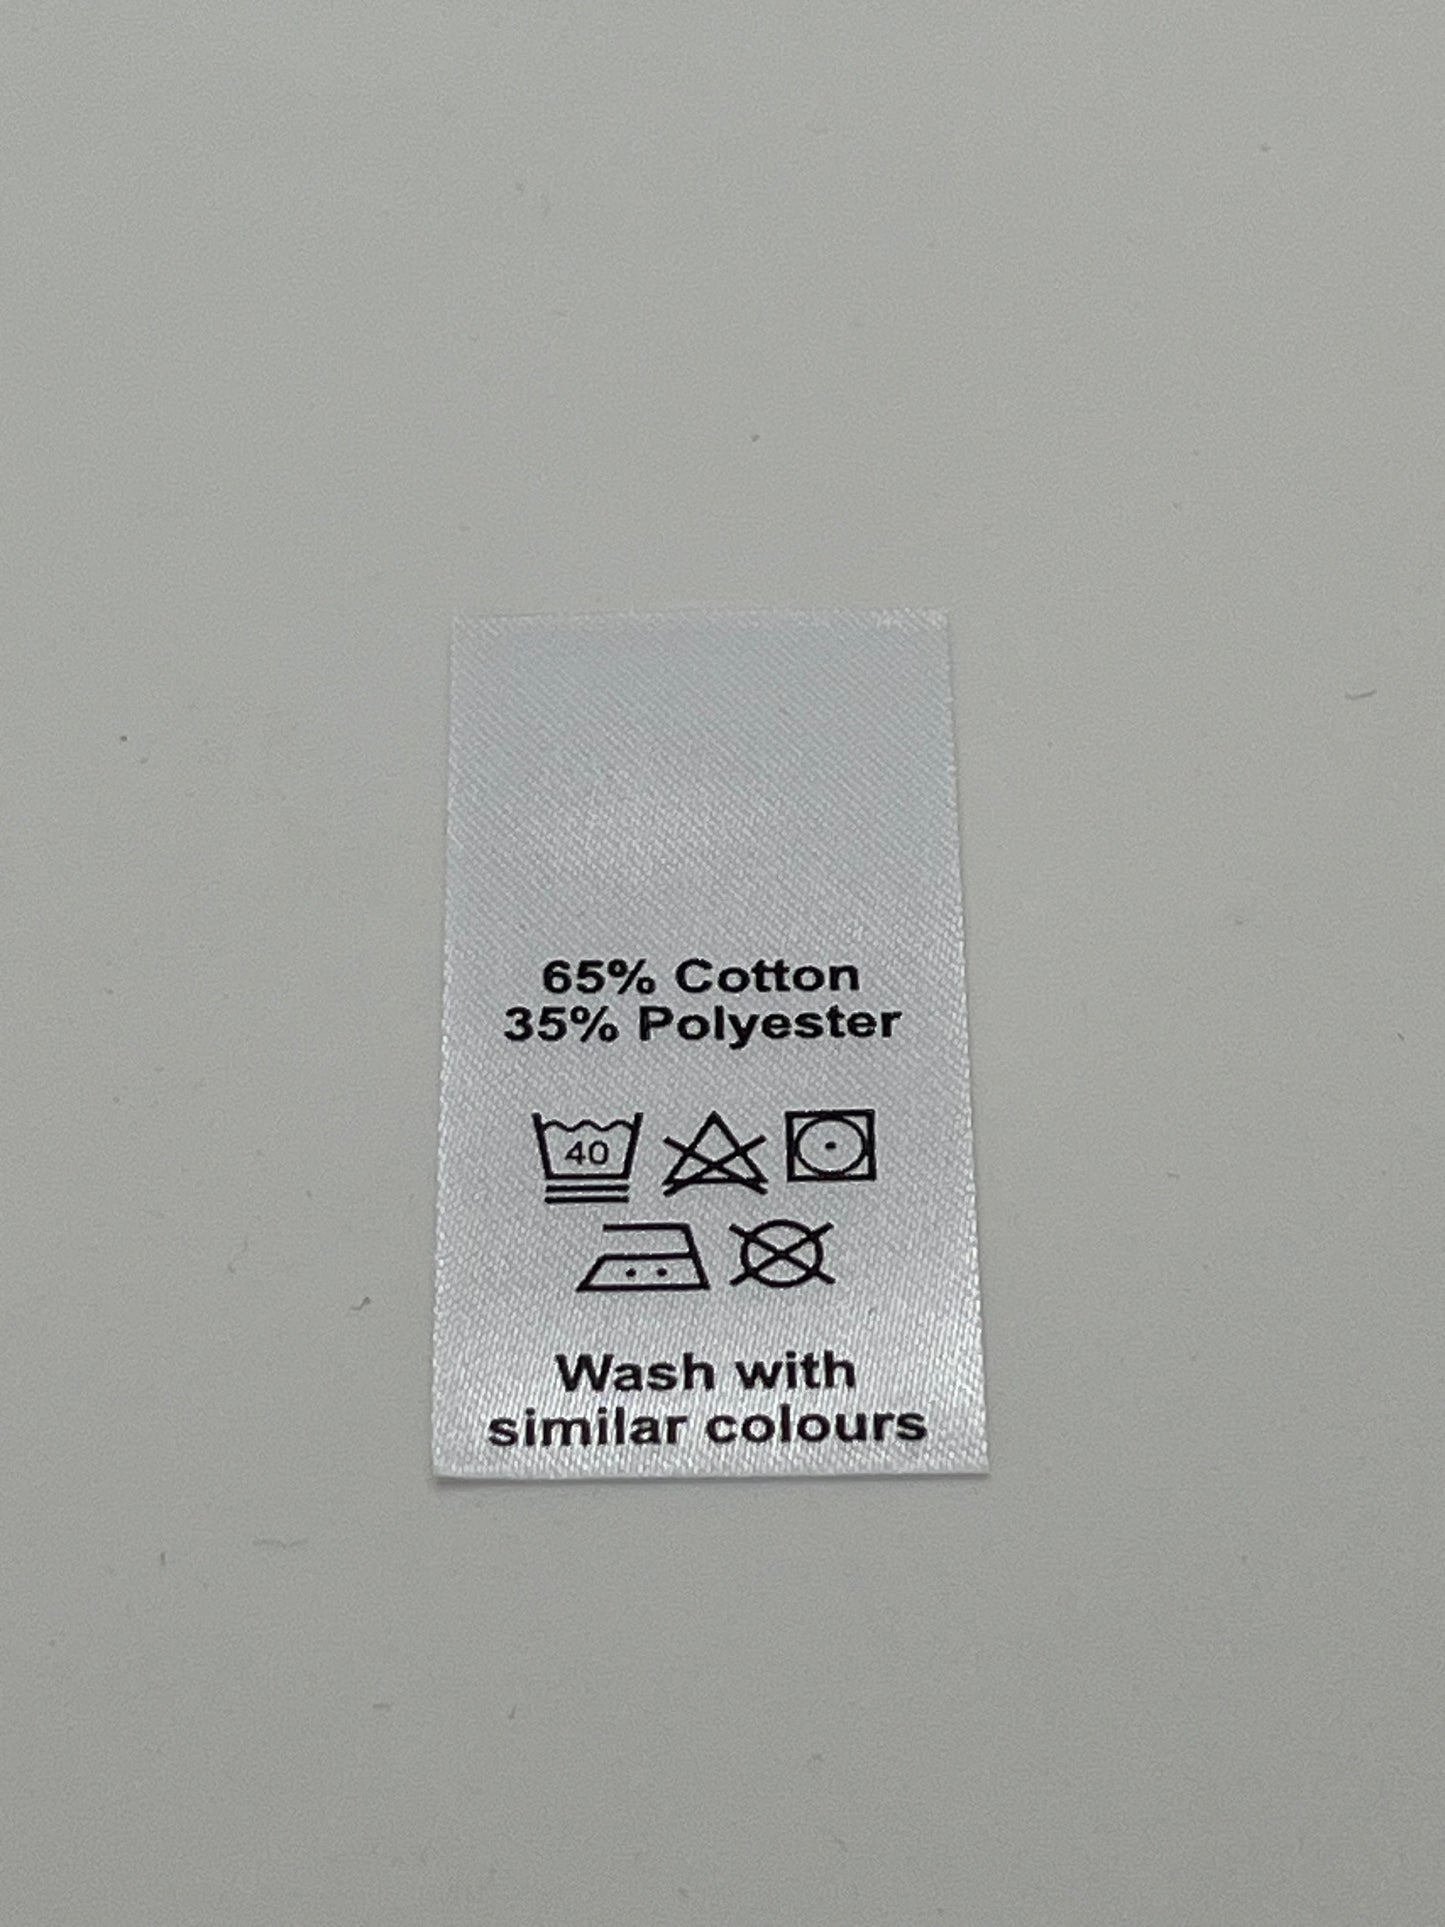 65% Cotton
35% Polyester
40
Wash with
similar colours